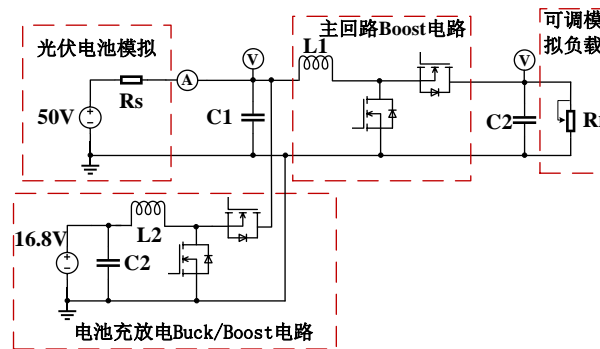 光伏电池模拟
主回路Boost电路
可调模
拟负载
L1
V
V
A
Rs
50V
C1
C2
16.8V
L2
C2
电池充放电Buck/Boost电路